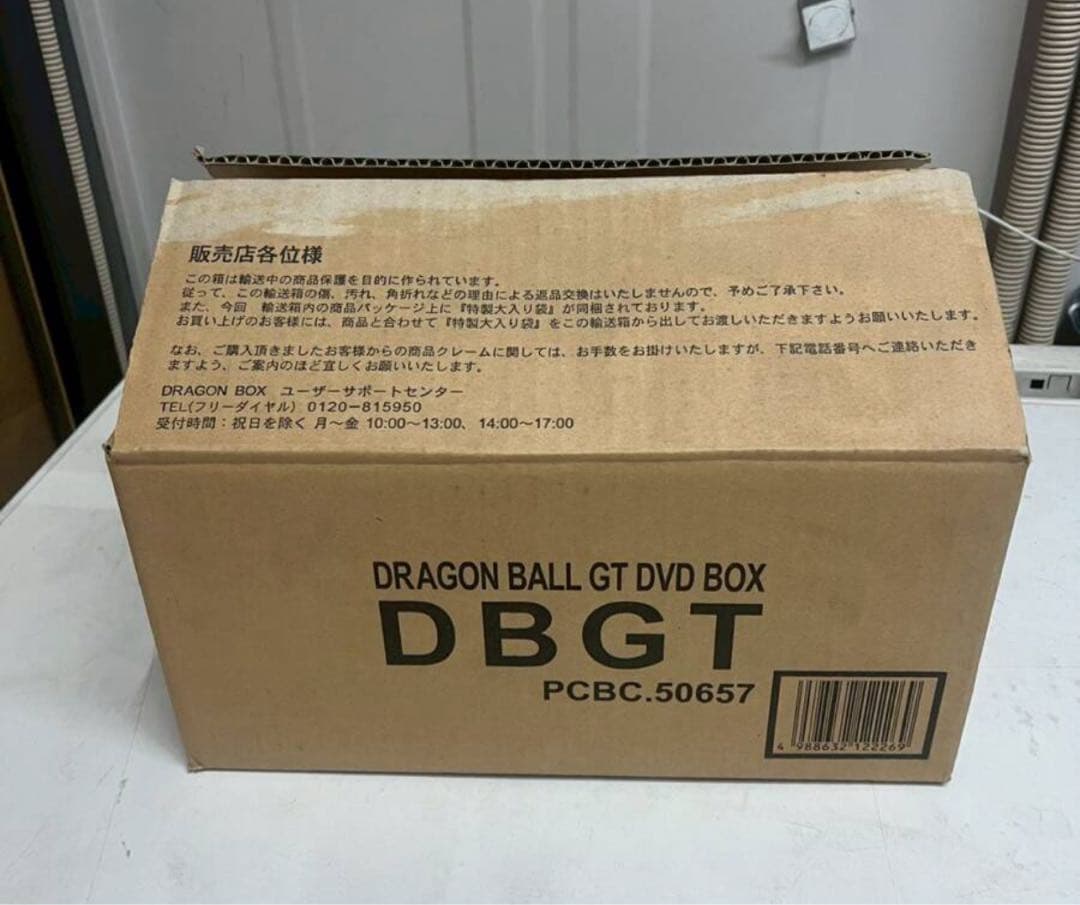 販売店各位様
この箱は輸送中の商品保護を目的に作られています。
従って、この輸送箱の傷、汚れ、角折れなどの理由による返品交換はいたしませんので、予めご了承下さい。
また、今回　輸送箱内の商品パッケージ上に『特製大入り袋』が同梱されております。
お買い上げのお客様には、商品と合わせて『特製大入り袋』をこの輸送箱から出してお渡しいただきますようお願いいたします。
なお、ご購入頂きましたお客様からの商品クレームに関しては、お手数をお掛けいたしますが、下記電話番号へご連絡いただき
ますよう、ご案内のほど宜しくお願いいたします。
DRAGON BOX　ユーザーサポートセンター
TEL(フリーダイヤル) 0120-815950
受付時間：祝日を除く 月～金 10:00～13:00、14:00～17:00
DRAGON BALL GT DVD BOX
DBGT
PCBC.50657
4 988632 122269